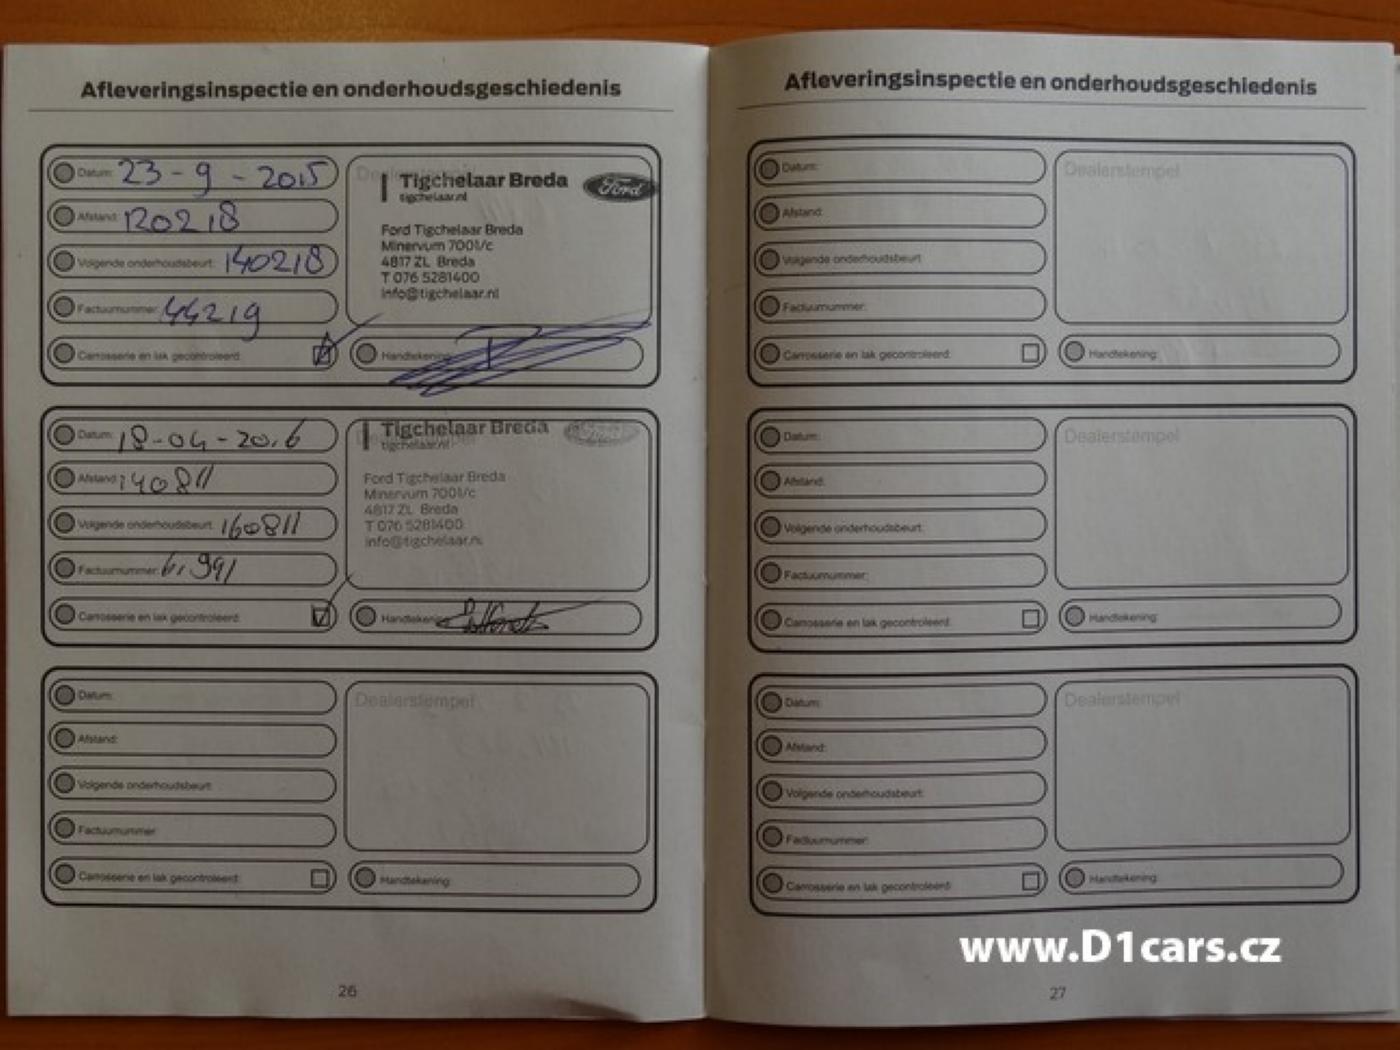 Afleveringsinspectie en onderhoudsgeschiedenis
Datum: 23-9-2015
Afstand: 120218
Volgende onderhoudsbeurt: 140218
Factuurnummer: 44219
Carrosserie en lak gecontroleerd:
Dealerstempel
Tigchelaar Breda
tigchelaar.nl
Ford
Ford Tigchelaar Breda
Minervum 7001/c
4817 ZL Breda
T 076 5281400
info@tigchelaar.nl
Handtekening:
Datum: 18-04-2016
Afstand: 140811
Volgende onderhoudsbeurt: 160811
Factuurnummer:
Carrosserie en lak gecontroleerd:
Tigchelaar Breda
tigchelaar.nl
Ford
Ford Tigchelaar Breda
Minervum 7001/c
4817 ZL Breda
T 076 5281400
info@tigchelaar.nl
Handtekening:
Datum:
Afstand:
Volgende onderhoudsbeurt:
Factuurnummer:
Carrosserie en lak gecontroleerd:
Dealerstempel
Handtekening:
26
Afleveringsinspectie en onderhoudsgeschiedenis
Datum:
Afstand:
Volgende onderhoudsbeurt:
Factuurnummer:
Carrosserie en lak gecontroleerd:
Dealerstempel
Handtekening:
Datum:
Afstand:
Volgende onderhoudsbeurt:
Factuurnummer:
Carrosserie en lak gecontroleerd:
Dealerstempel
Handtekening:
Datum:
Afstand:
Volgende onderhoudsbeurt:
Factuurnummer:
Carrosserie en lak gecontroleerd:
Dealerstempel
Handtekening:
www.D1cars.cz
27